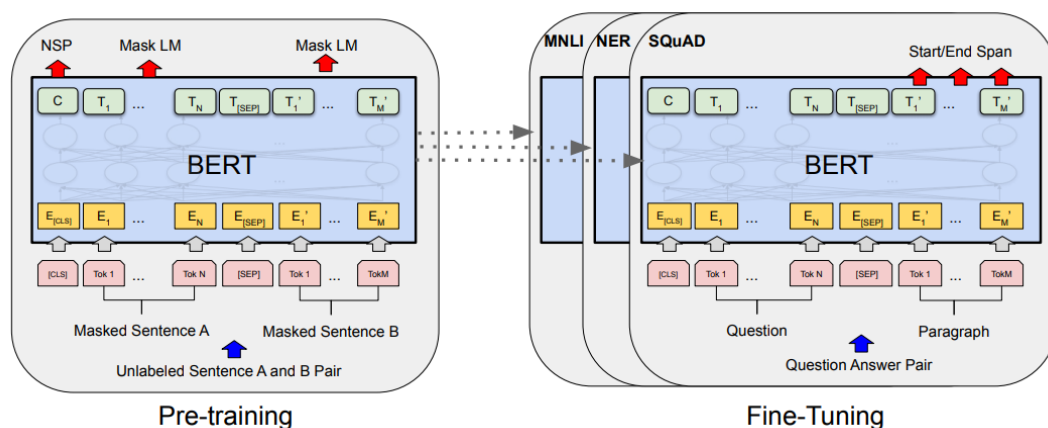 NSP Mask LM Mask LM
C T1 ... TN T[SEP] T1' ... TM'
BERT
E[CLS] E1 ... EN E[SEP] E1' ... EM'
[CLS] Tok 1 ... Tok N [SEP] Tok 1 ... TokM
Masked Sentence A Masked Sentence B
Unlabeled Sentence A and B Pair
Pre-training
MNLI NER SQuAD
Start/End Span
C T1 ... TN T[SEP] T1' ... TM'
BERT
E[CLS] E1 ... EN E[SEP] E1' ... EM'
[CLS] Tok 1 ... Tok N [SEP] Tok 1 ... TokM
Question Paragraph
Question Answer Pair
Fine-Tuning